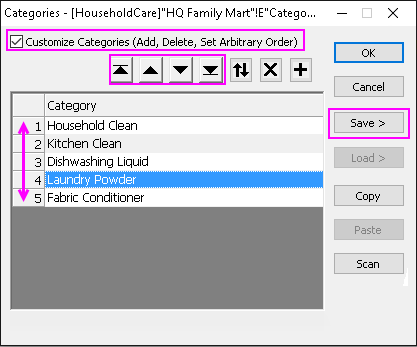 Categories - [HouseholdCare]"HQ Family Mart"!E"Catego...
Customize Categories (Add, Delete, Set Arbitrary Order)
OK
Cancel
Save >
Load >
Copy
Paste
Scan
Category
1 Household Clean
2 Kitchen Clean
3 Dishwashing Liquid
4 Laundry Powder
5 Fabric Conditioner